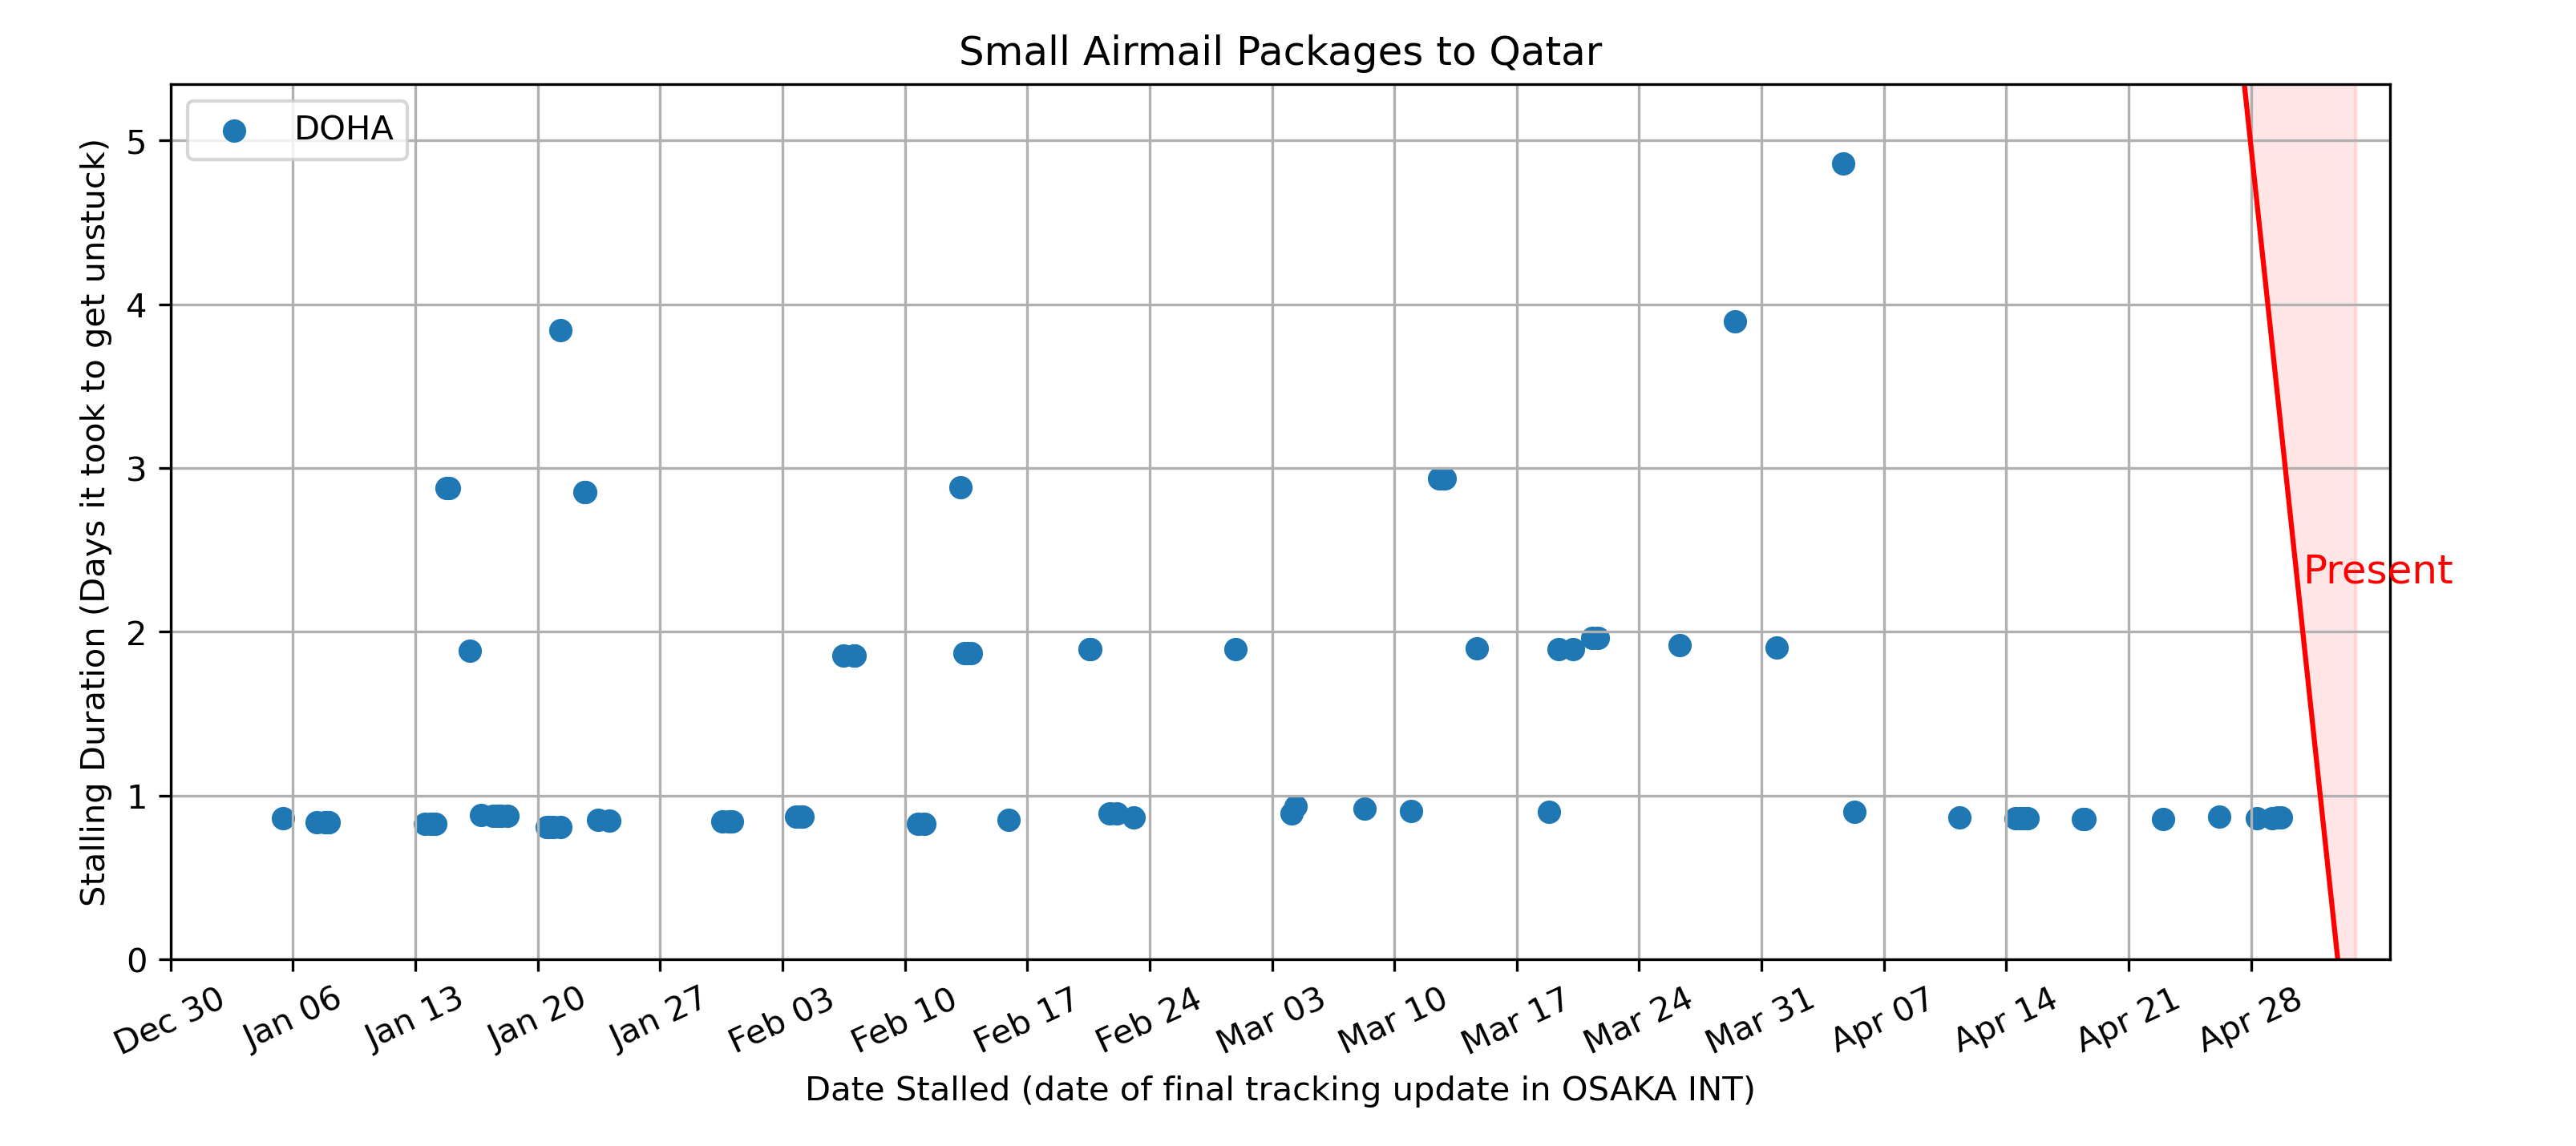 Small Airmail Packages to Qatar
DOHA
Stalling Duration (Days it took to get unstuck)
5
4
3
2
1
0
Present
Dec 30
Jan 06
Jan 13
Jan 20
Jan 27
Feb 03
Feb 10
Feb 17
Feb 24
Mar 03
Mar 10
Mar 17
Mar 24
Mar 31
Apr 07
Apr 14
Apr 21
Apr 28
Date Stalled (date of final tracking update in OSAKA INT)